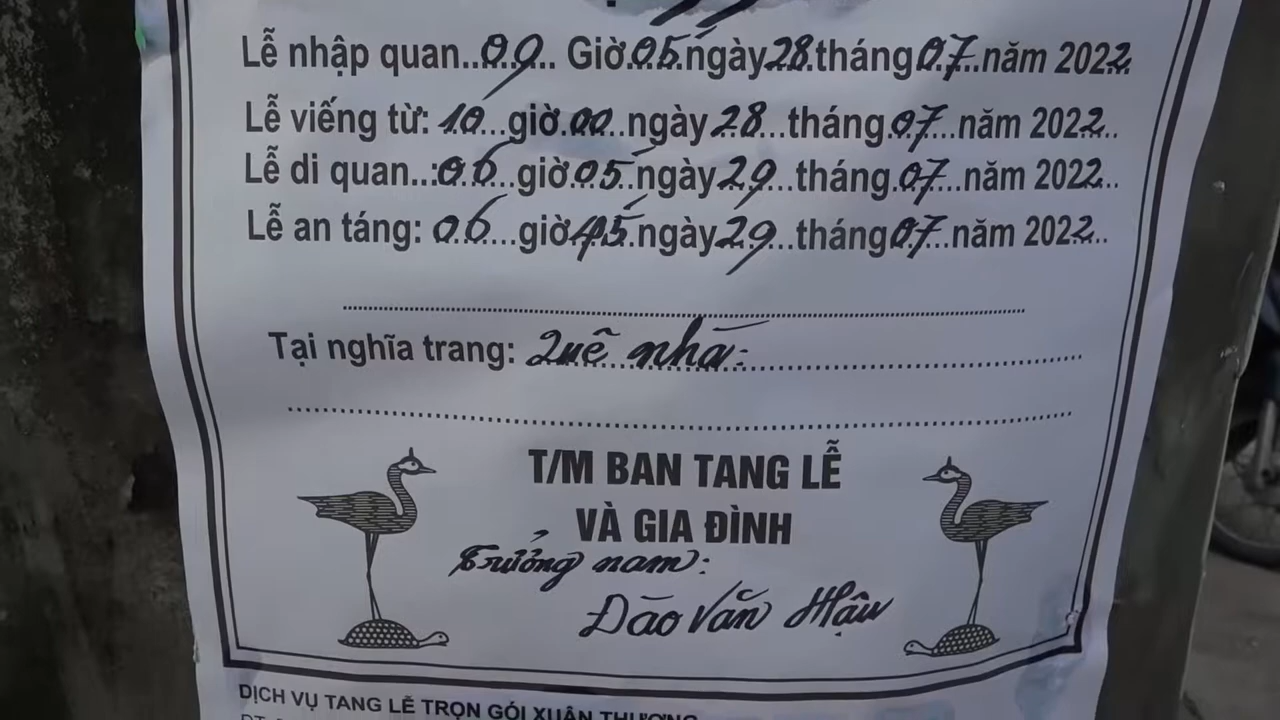 Lễ nhập quan..09.. Giờ.05.ngày 28.tháng 07...năm 2022.
Lễ viếng từ: 10...giờ.00..ngày 28...tháng.07...năm 2022..
Lễ di quan..:06...giờ.05..ngày 29...tháng.07...năm 2022..
Lễ an táng: 06....giờ 45.ngày 29...tháng 07...năm 2022..
Tại nghĩa trang: Quê nhà:
T/M BAN TANG LỄ
VÀ GIA ĐÌNH
Trưởng nam:
Đào Văn Hậu
DỊCH VỤ TANG LỄ TRỌN GÓI XUÂN THƯƠNG